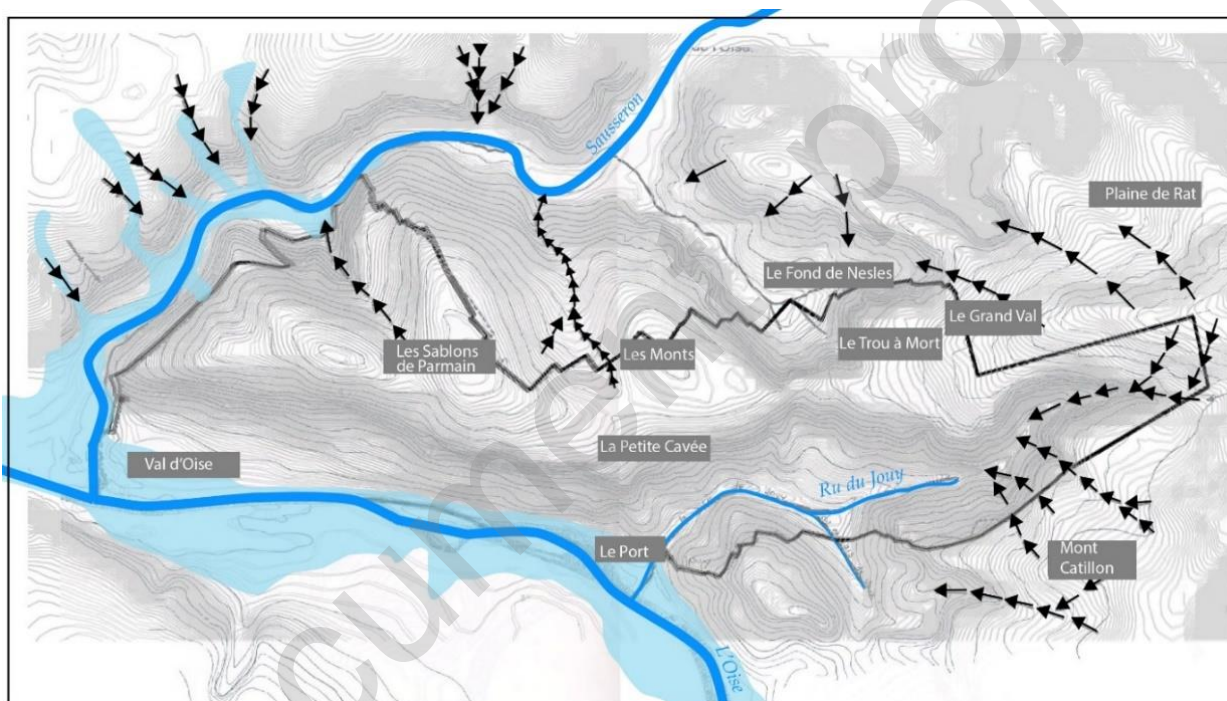 Sausseron
Plaine de Rat
Le Fond de Nesles
Le Grand Val
Le Trou à Mort
Les Sablons
de Parmain
Les Monts
La Petite Cavée
Val d'Oise
Ru du Jouy
Le Port
Mont
Catillon
L'Oise